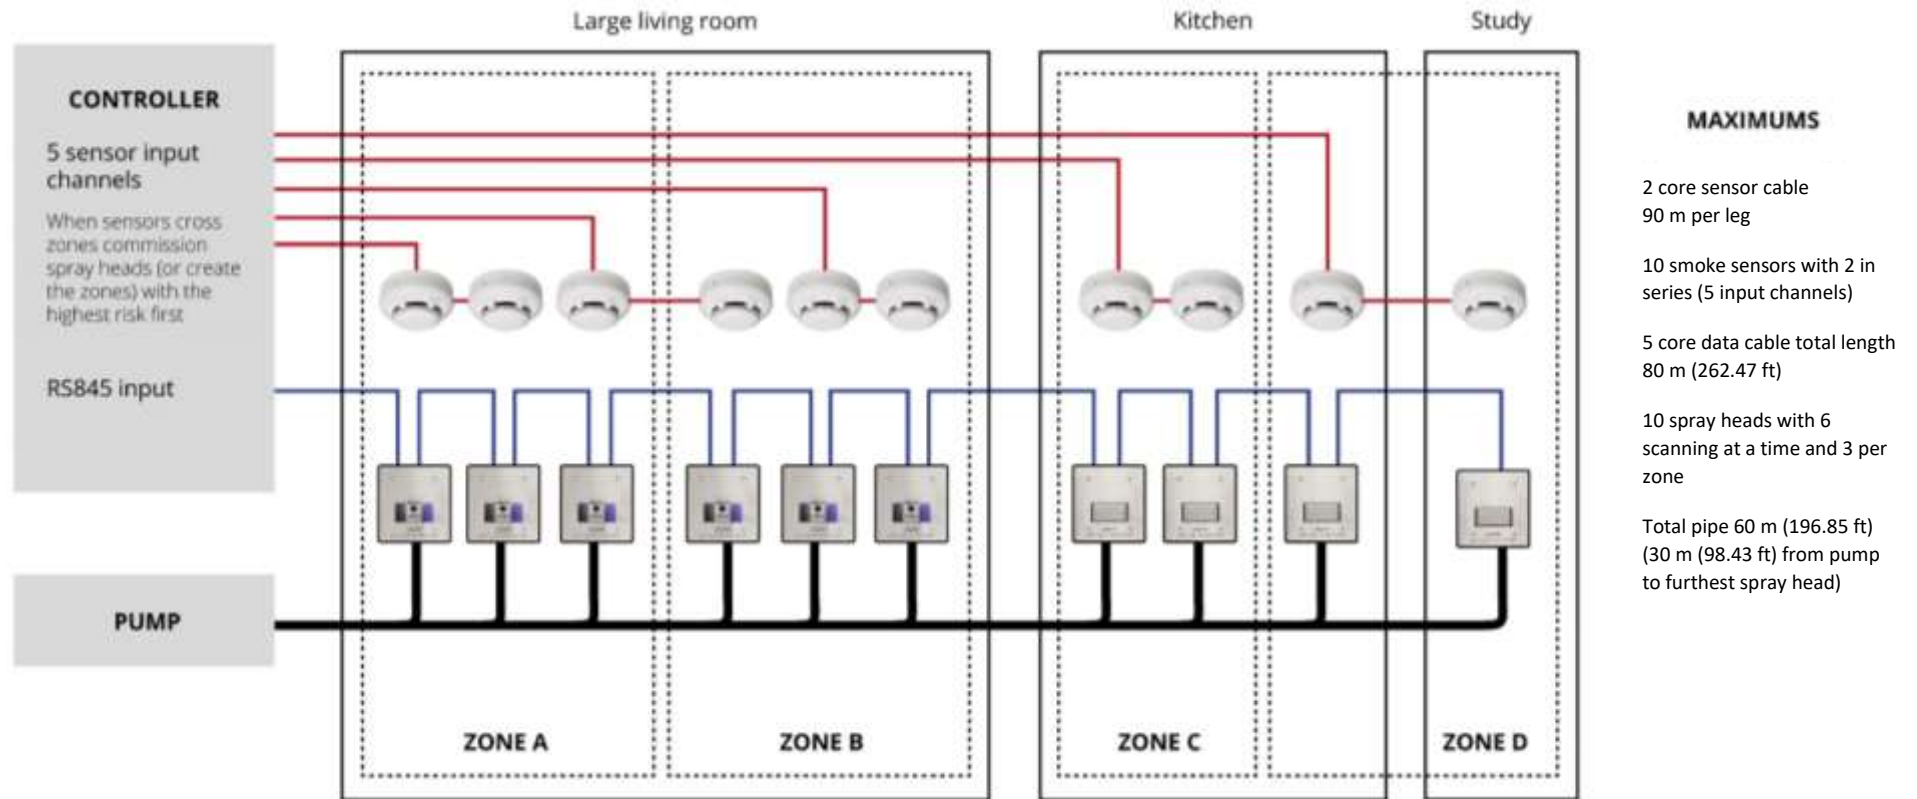 Large living room
Kitchen
Study
CONTROLLER
5 sensor input
channels
When sensors cross
zones commission
spray heads (or create
the zones) with the
highest risk first
RS845 input
PUMP
ZONE A
ZONE B
ZONE C
ZONE D
MAXIMUMS
2 core sensor cable
90 m per leg
10 smoke sensors with 2 in
series (5 input channels)
5 core data cable total length
80 m (262.47 ft)
10 spray heads with 6
scanning at a time and 3 per
zone
Total pipe 60 m (196.85 ft)
(30 m (98.43 ft) from pump
to furthest spray head)